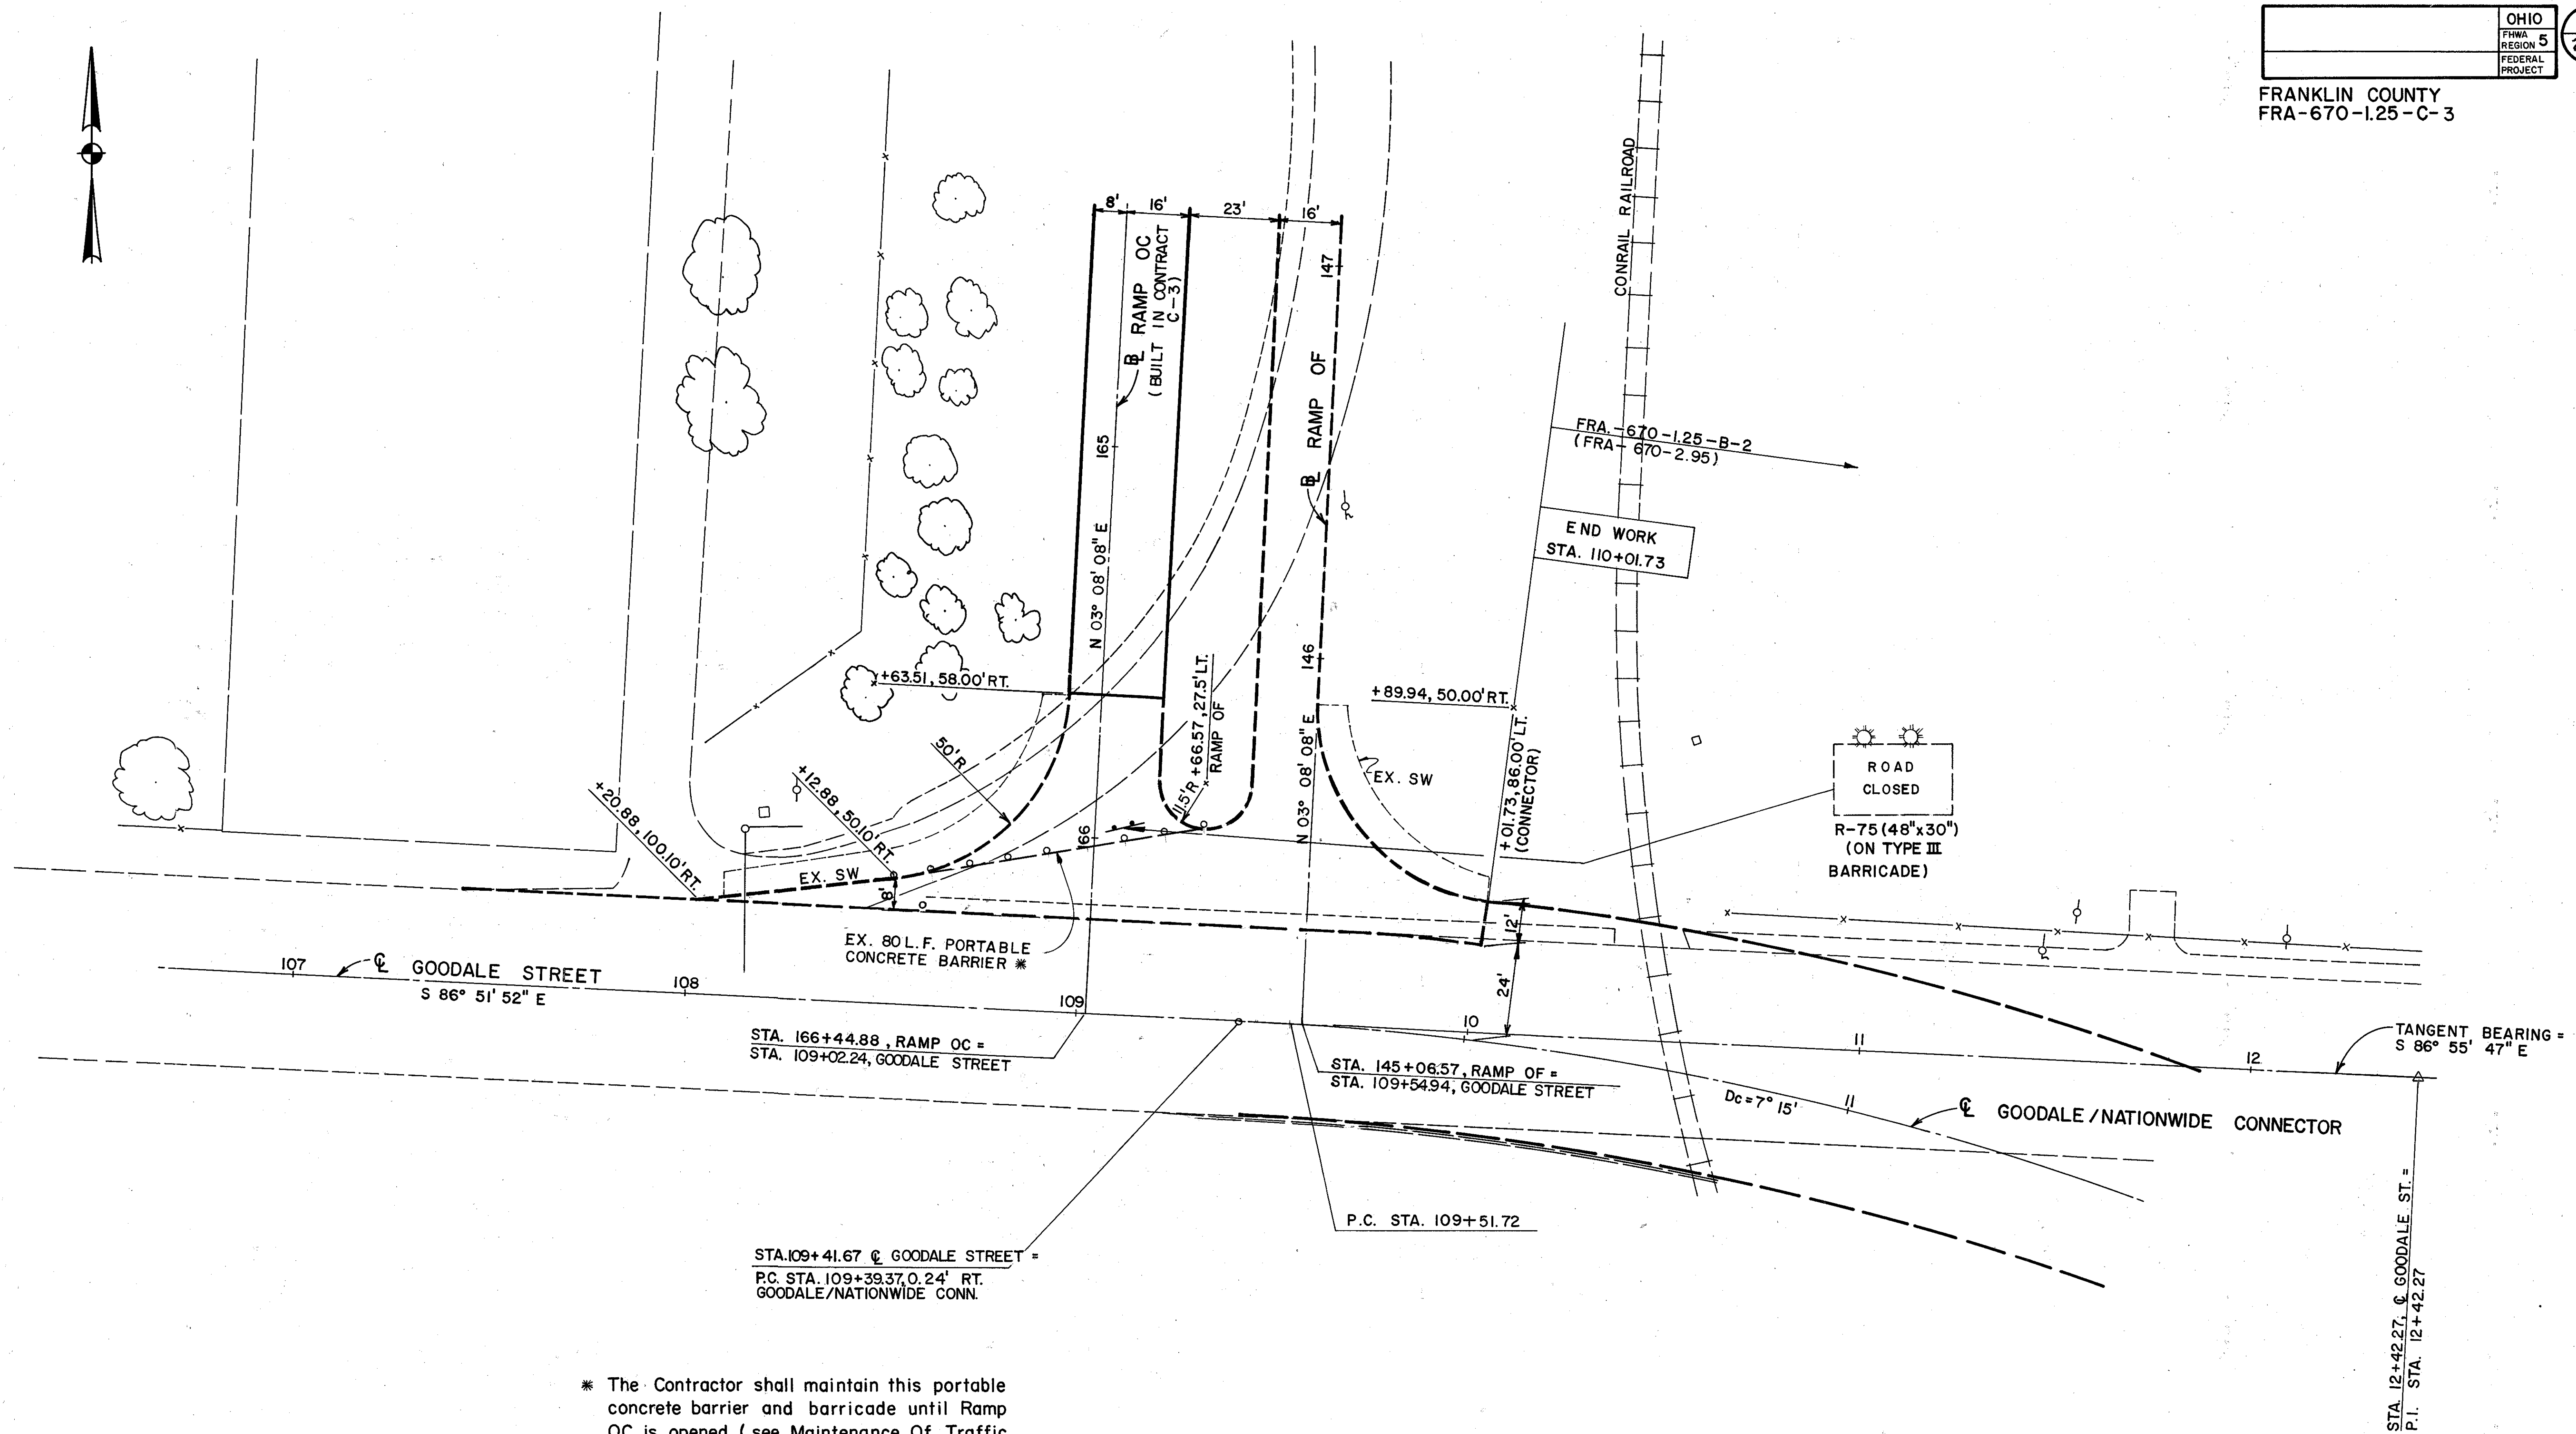 OHIO
FHWA
REGION 5
FEDERAL
PROJECT
FRANKLIN COUNTY
FRA-670-1.25-C-3
CONRAIL RAILROAD
8'
16'
23'
16'
BL RAMP OC
(BUILT IN CONTRACT
C-3)
147
BL RAMP OF
165
FRA.-670-1.25-B-2
(FRA-670-2.95)
END WORK
STA. 110+01.73
N 03° 08' 08" E
146
+63.51, 58.00' RT.
+66.57, 27.5' LT.
RAMP OF
11.5' R
+89.94, 50.00' RT.
+01.73, 86.00' LT.
(CONNECTOR)
N 03° 08' 08" E
EX. SW
ROAD
CLOSED
R-75 (48"x30")
(ON TYPE III
BARRICADE)
50' R
+12.88, 50.10' RT.
+20.88, 100.10' RT.
166
EX. SW
8'
12'
24'
EX. 80 L.F. PORTABLE
CONCRETE BARRIER *
107
CL GOODALE STREET
S 86° 51' 52" E
108
109
10
11
12
TANGENT BEARING =
S 86° 55' 47" E
STA. 166+44.88, RAMP OC =
STA. 109+02.24, GOODALE STREET
STA. 145+06.57, RAMP OF =
STA. 109+54.94, GOODALE STREET
Dc = 7° 15'
11
CL GOODALE/NATIONWIDE CONNECTOR
P.C. STA. 109+51.72
STA. 109+41.67 CL GOODALE STREET =
P.C. STA. 109+39.37, 0.24' RT.
GOODALE/NATIONWIDE CONN.
STA. 12+42.27, CL GOODALE ST. =
P.I. STA. 12+42.27
* The Contractor shall maintain this portable
concrete barrier and barricade until Ramp
OC is opened (see Maintenance Of Traffic